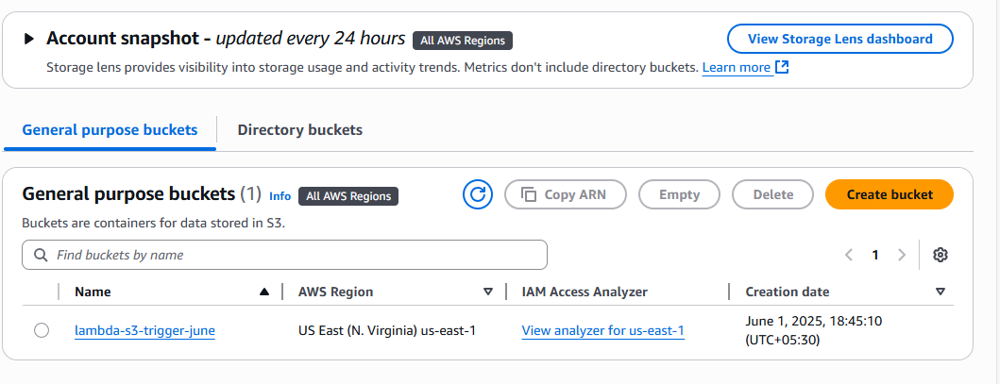 Account snapshot - updated every 24 hours All AWS Regions View Storage Lens dashboard
Storage lens provides visibility into storage usage and activity trends. Metrics don't include directory buckets. Learn more
General purpose buckets Directory buckets
General purpose buckets (1) Info All AWS Regions Copy ARN Empty Delete Create bucket
Buckets are containers for data stored in S3.
Find buckets by name 1
Name AWS Region IAM Access Analyzer Creation date
lambda-s3-trigger-june US East (N. Virginia) us-east-1 View analyzer for us-east-1 June 1, 2025, 18:45:10
(UTC+05:30)